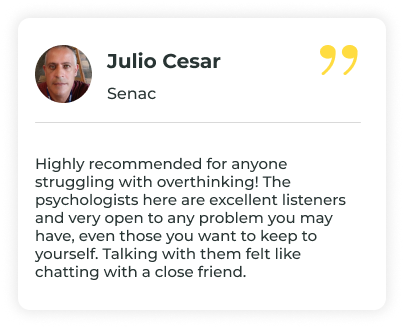 Julio Cesar
Senac
Highly recommended for anyone
struggling with overthinking! The
psychologists here are excellent listeners
and very open to any problem you may
have, even those you want to keep to
yourself. Talking with them felt like
chatting with a close friend.